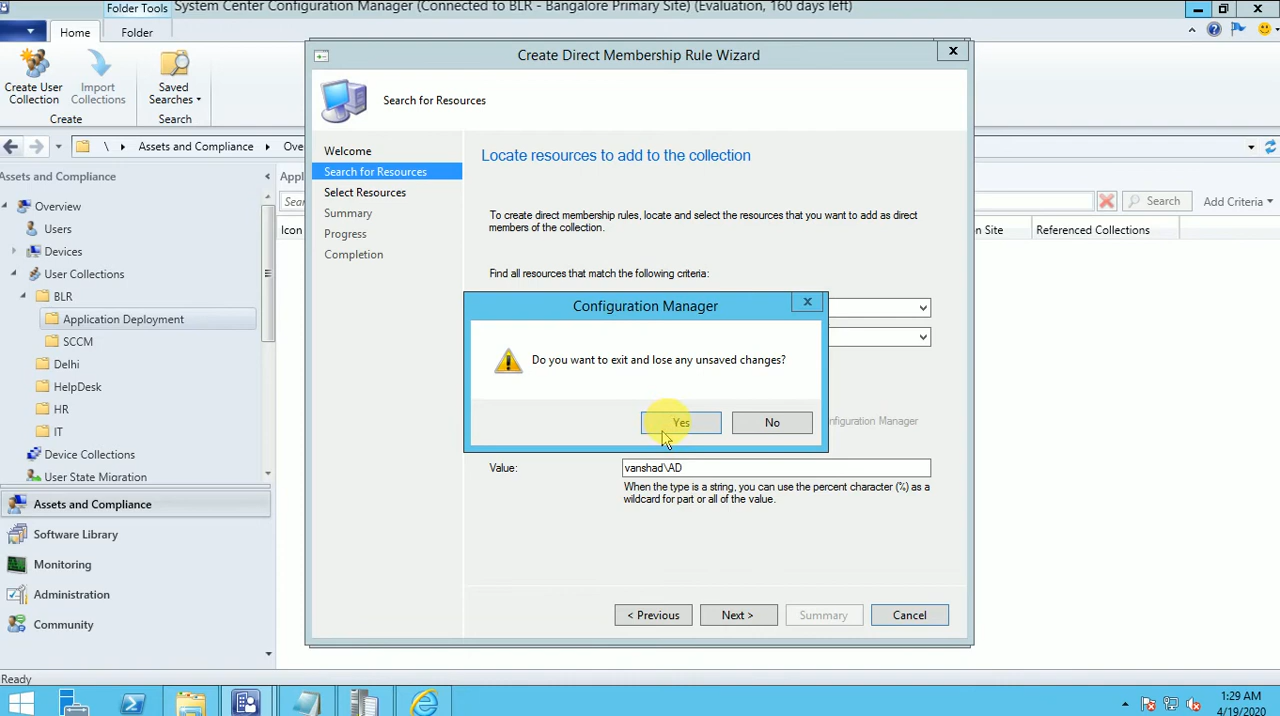 Folder Tools
System Center Configuration Manager (Connected to BLR - Bangalore Primary Site) (Evaluation, 160 days left)
Home
Folder
Create User
Collection
Import
Collections
Saved
Searches
Create
Search
\
Assets and Compliance
Ove
Assets and Compliance
Overview
Users
Devices
User Collections
BLR
Application Deployment
SCCM
Delhi
HelpDesk
HR
IT
Device Collections
User State Migration
Assets and Compliance
Software Library
Monitoring
Administration
Community
Ready
Appl
Sear
Icon
Search
Add Criteria
n Site
Referenced Collections
Create Direct Membership Rule Wizard
Search for Resources
Welcome
Search for Resources
Select Resources
Summary
Progress
Completion
Locate resources to add to the collection
To create direct membership rules, locate and select the resources that you want to add as direct
members of the collection.
Find all resources that match the following criteria:
Configuration Manager
Do you want to exit and lose any unsaved changes?
Yes
No
nfiguration Manager
Value:
vanshad\AD
When the type is a string, you can use the percent character (%) as a
wildcard for part or all of the value.
< Previous
Next >
Summary
Cancel
1:29 AM
4/19/2020